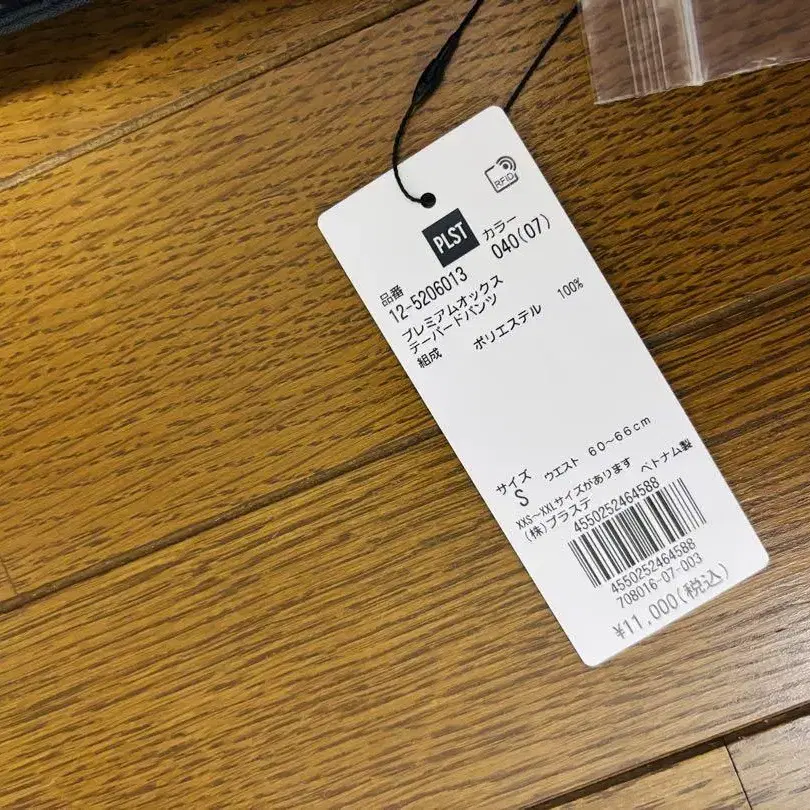 RFID
PLST
品番 カラー
12-5206013 040(07)
プレミアムオックス
テーパードパンツ
組成 ポリエステル 100%
サイズ ウエスト 60~66cm
S
XXS~XXLサイズがあります ベトナム製
(株)プラステ
4550252464588
4550252464588
708016-07-003
¥11,000(税込)